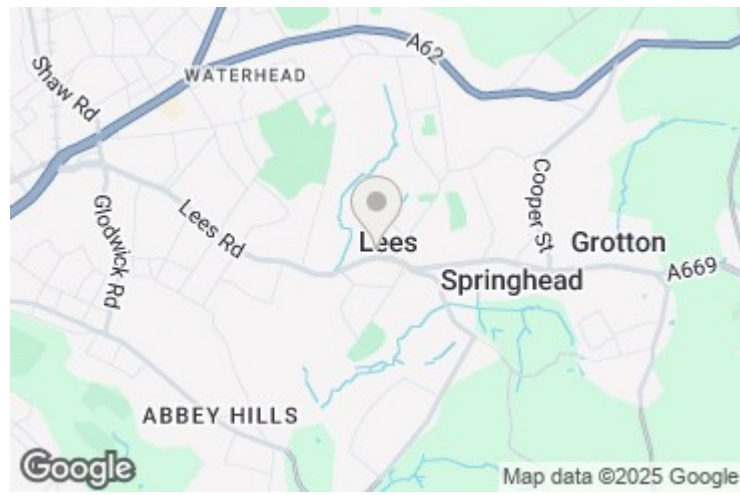 A62
Shaw Rd
WATERHEAD
Cooper St
Glodwick Rd
Lees Rd
Lees
Grotton
Springhead
A669
ABBEY HILLS
Google
Map data ©2025 Google